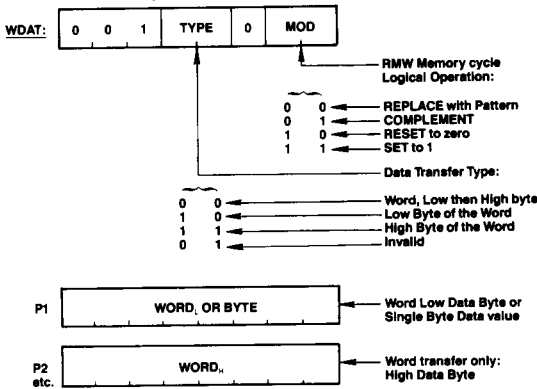 WDAT: 0 0 1 TYPE 0 MOD
RMW Memory cycle
Logical Operation:
0 0 REPLACE with Pattern
0 1 COMPLEMENT
1 0 RESET to zero
1 1 SET to 1
Data Transfer Type:
0 0 Word, Low then High byte
1 0 Low Byte of the Word
1 1 High Byte of the Word
0 1 Invalid
P1 WORDL OR BYTE Word Low Data Byte or
Single Byte Data value
P2 WORDH Word transfer only:
etc. High Data Byte